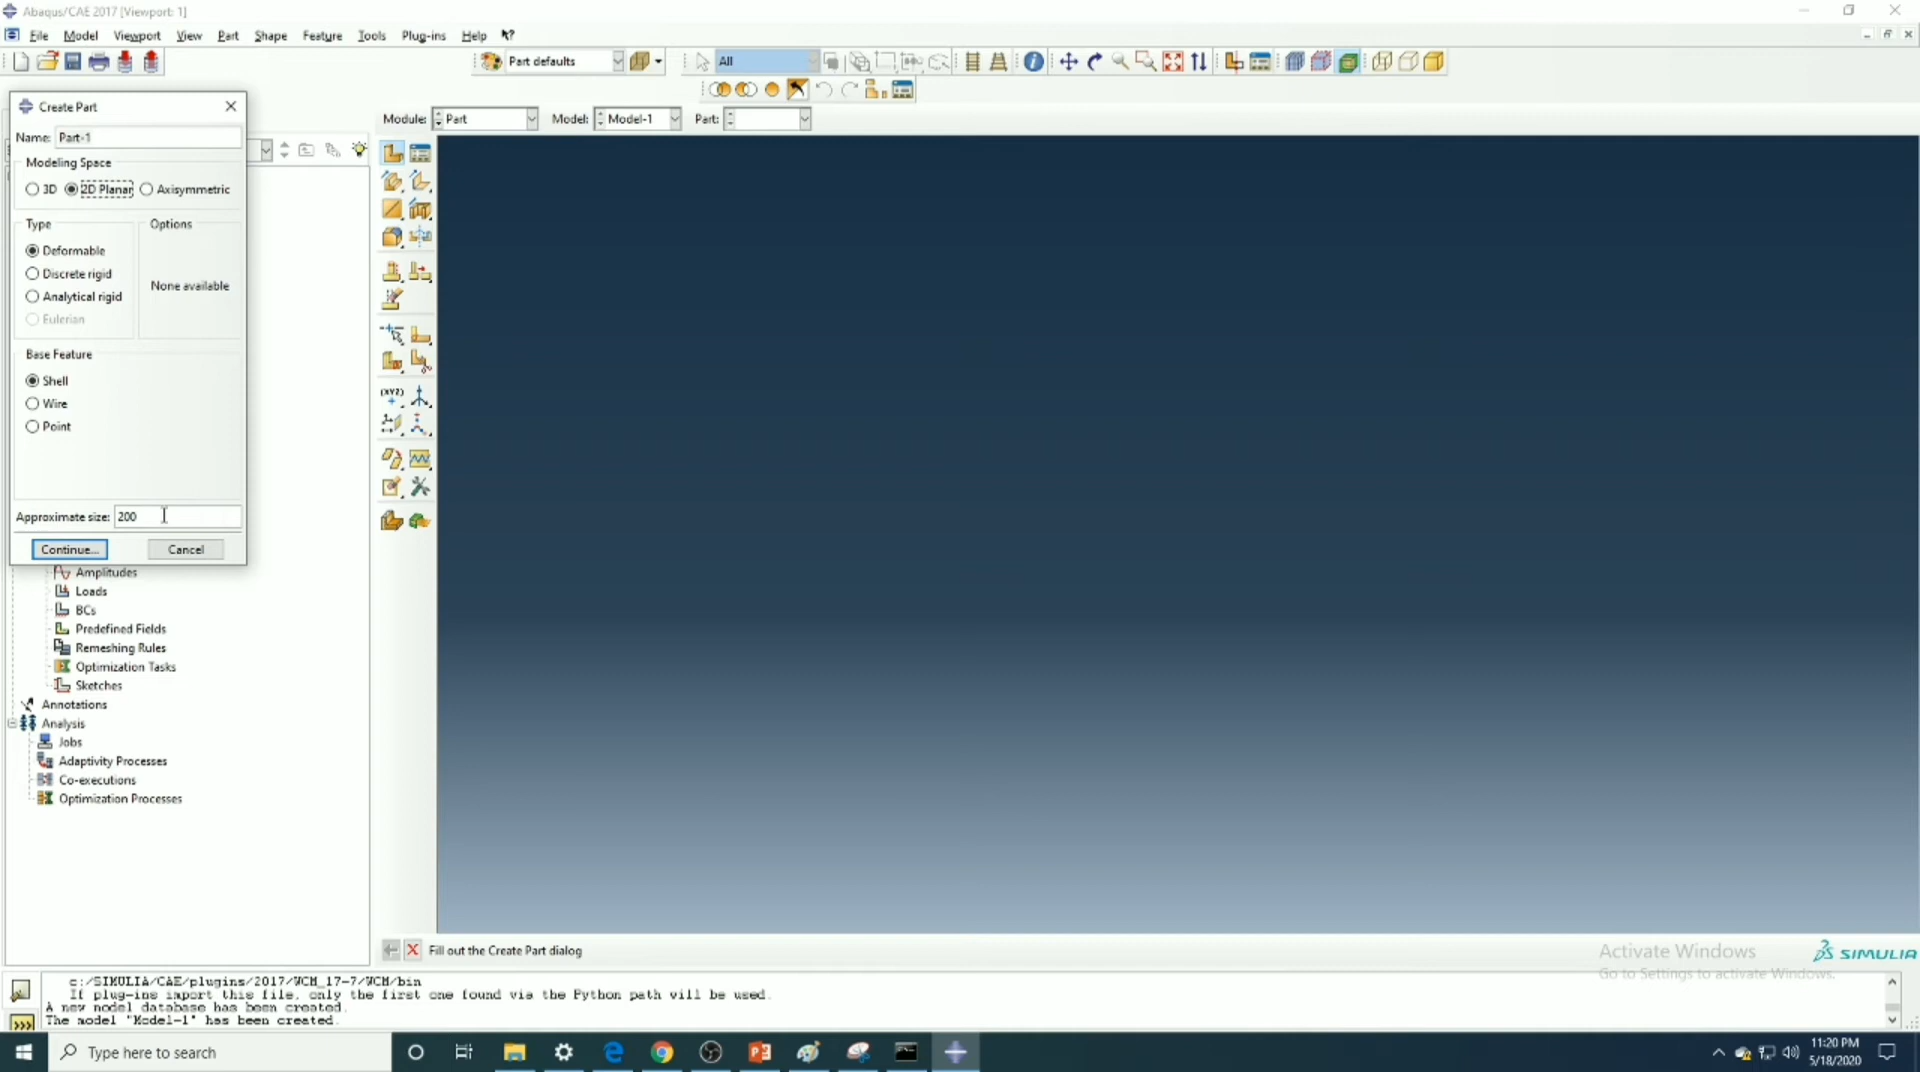 Abaqus/CAE 2017 [Viewport: 1]
File Model Viewport View Part Shape Feature Tools Plug-ins Help
Part defaults All
Create Part
Module: Part Model: Model-1 Part:
Name: Part-1
Modeling Space
3D 2D Planar Axisymmetric
Type Options
Deformable
Discrete rigid
None available
Analytical rigid
Eulerian
Base Feature
Shell
Wire
(XYZ)
Point
Approximate size: 200
Continue... Cancel
Amplitudes
Loads
BCs
Predefined Fields
Remeshing Rules
Optimization Tasks
Sketches
Annotations
Analysis
Jobs
Adaptivity Processes
Co-executions
Optimization Processes
Fill out the Create Part dialog
Activate Windows
Go to Settings to activate Windows.
SIMULIA
c:/SIMULIA/CAE/plugins/2017/WCM_17-7/WCM/bin
If plug-ins import this file, only the first one found via the Python path will be used.
A new model database has been created.
The model "Model-1" has been created.
>>>
Type here to search
11:20 PM
5/18/2020